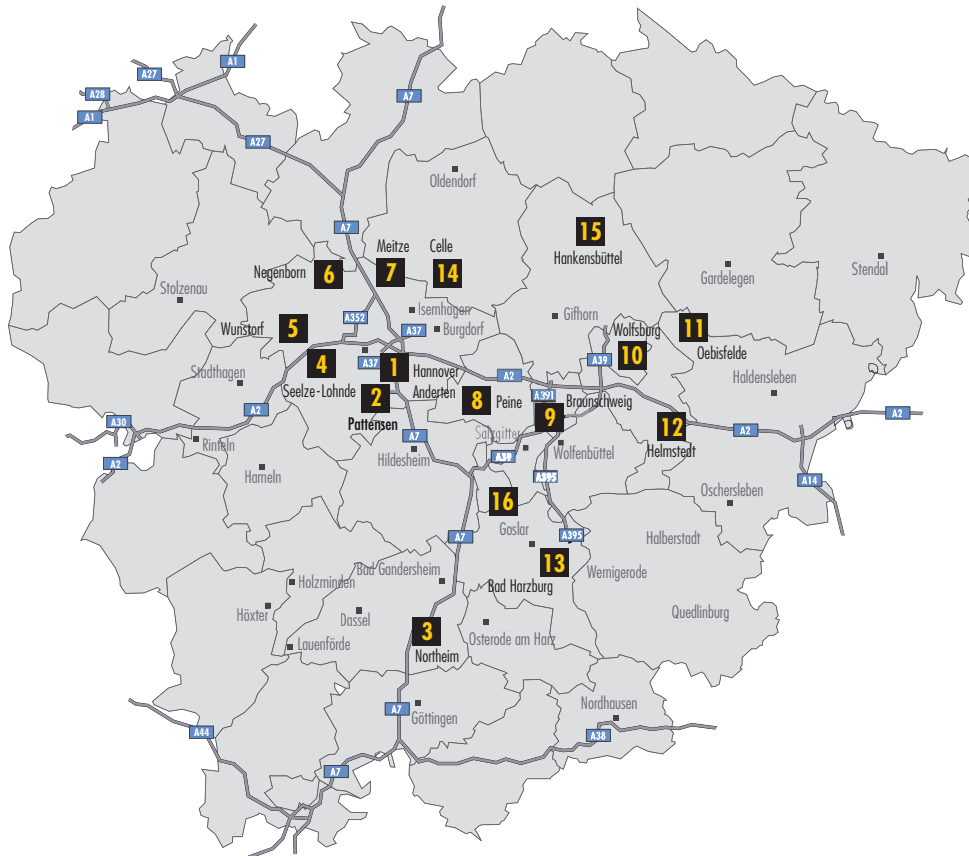 A1
A27
A28
A7
A1
A27
Oldendorf
A7
15
Meitze
Celle
Hankensbüttel
Negenborn
6
7
14
Gardelegen
Stendal
Stolzenau
Isernhagen
A352
Gifhorn
Wunstorf
5
A37
Burgdorf
Wolfsburg
11
Oebisfelde
4
A37
1
Hannover
Anderten
A39
10
Stadthagen
Seelze-Lohnde
A2
Haldensleben
2
8
Peine
A391
Braunschweig
9
A2
Pattensen
A30
Rinteln
A7
Salzgitter
Wolfenbüttel
12
Helmstedt
A2
A2
A2
Hildesheim
A39
Hameln
A395
A14
16
Oschersleben
Goslar
A7
A395
Halberstadt
13
Bad Harzburg
Wernigerode
Bad Gandersheim
Holzminden
Höxter
Dassel
Quedlinburg
3
Northeim
Osterode am Harz
Lauenförde
A7
Göttingen
Nordhausen
A44
A38
A7